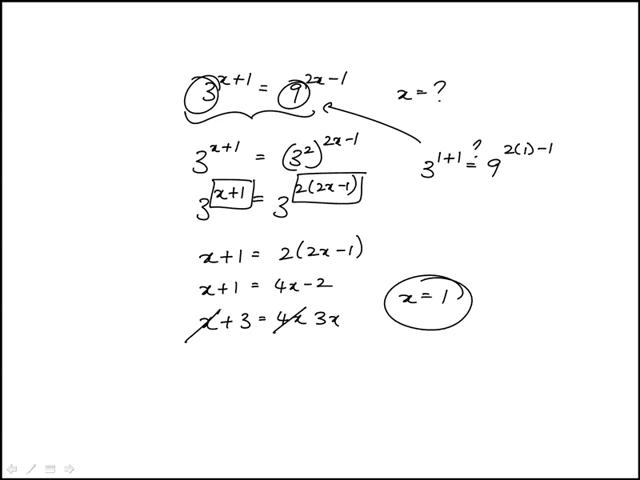 3^{x+1} = 9^{2x-1}
x = ?
3^{x+1} = (3^2)^{2x-1}
3^{1+1} ?= 9^{2(1)-1}
3^{x+1} = 3^{2(2x-1)}
x+1 = 2(2x-1)
x+1 = 4x-2
x = 1
x+3 = 4x 3x